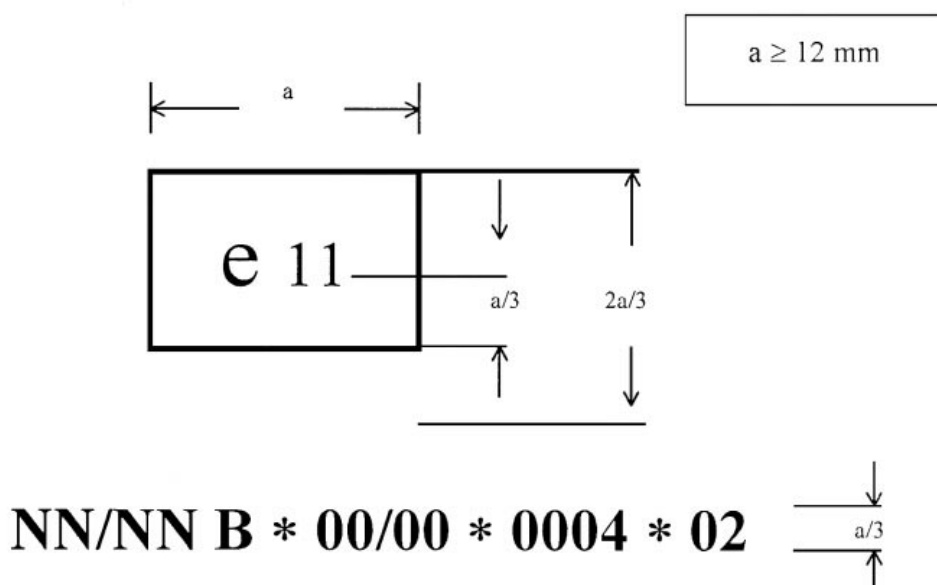 a ≥ 12 mm
a
e 11
a/3
2a/3
NN/NN B * 00/00 * 0004 * 02
a/3